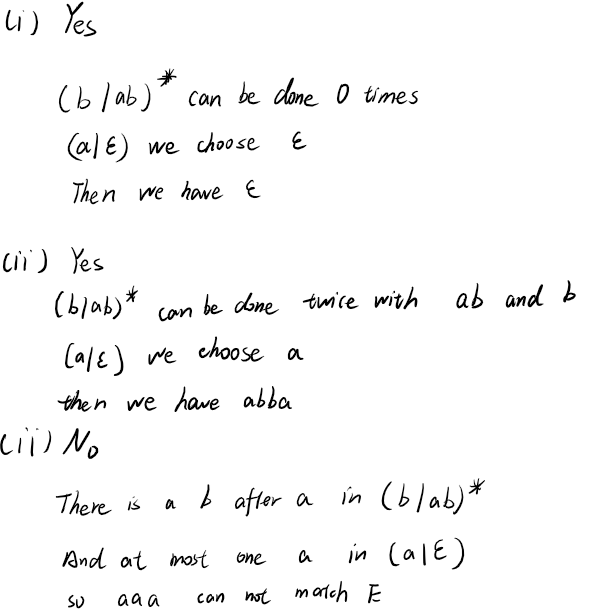 (i) Yes
(b|ab)* can be done 0 times
(a|ε) we choose ε
Then we have ε
(ii) Yes
(b|ab)* can be done twice with ab and b
(a|ε) we choose a
then we have abba
(iii) No
There is a b after a in (b|ab)*
And at most one a in (a|ε)
so aaa can not match E